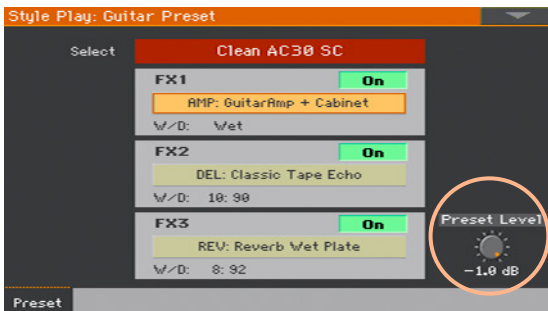 Style Play: Guitar Preset
Select
Clean AC30 SC
FX1
On
AMP: GuitarAmp + Cabinet
W/D: Wet
FX2
On
DEL: Classic Tape Echo
W/D: 10:90
FX3
On
REV: Reverb Wet Plate
W/D: 8:92
Preset Level
-1.0 dB
Preset